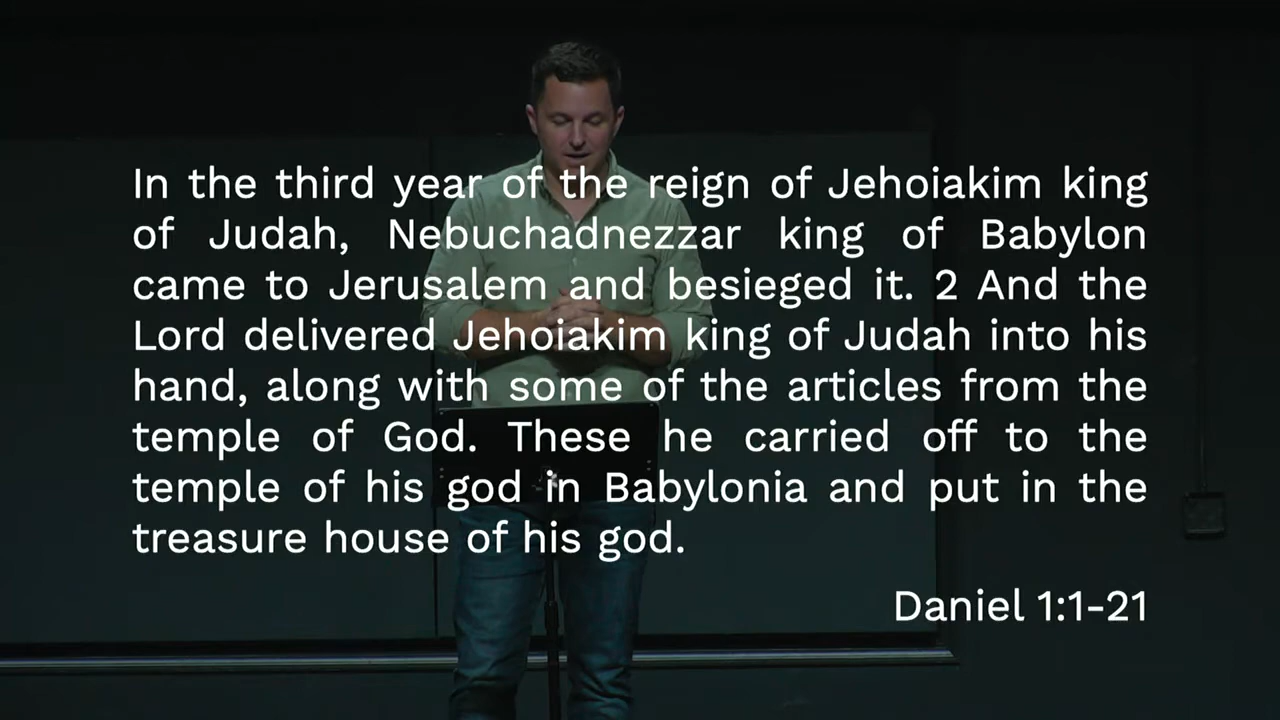 In the third year of the reign of Jehoiakim king
of Judah, Nebuchadnezzar king of Babylon
came to Jerusalem and besieged it. 2 And the
Lord delivered Jehoiakim king of Judah into his
hand, along with some of the articles from the
temple of God. These he carried off to the
temple of his god in Babylonia and put in the
treasure house of his god.
Daniel 1:1-21